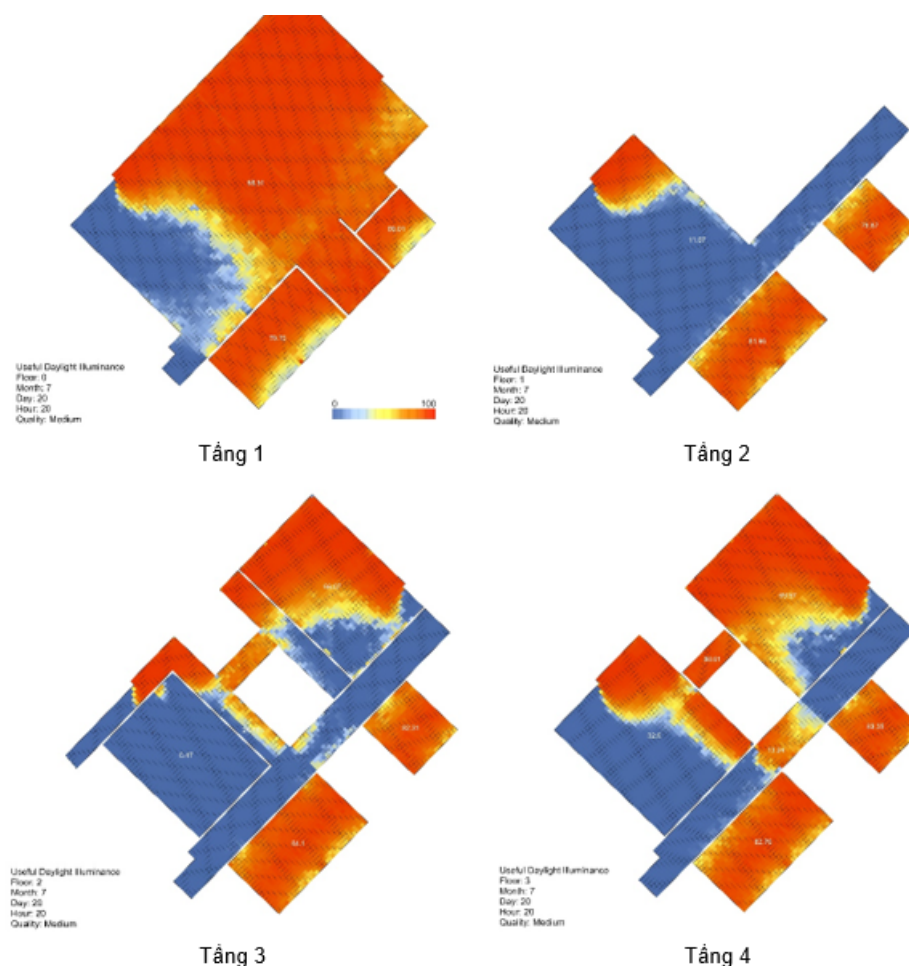 Useful Daylight Illuminance
Floor: 0
Month: 7
Day: 20
Hour: 20
Quality: Medium
0
100
Tầng 1
11.07
Useful Daylight Illuminance
Floor: 1
Month: 7
Day: 20
Hour: 20
Quality: Medium
Tầng 2
Useful Daylight Illuminance
Floor: 2
Month: 7
Day: 20
Hour: 20
Quality: Medium
Tầng 3
Useful Daylight Illuminance
Floor: 3
Month: 7
Day: 20
Hour: 20
Quality: Medium
Tầng 4